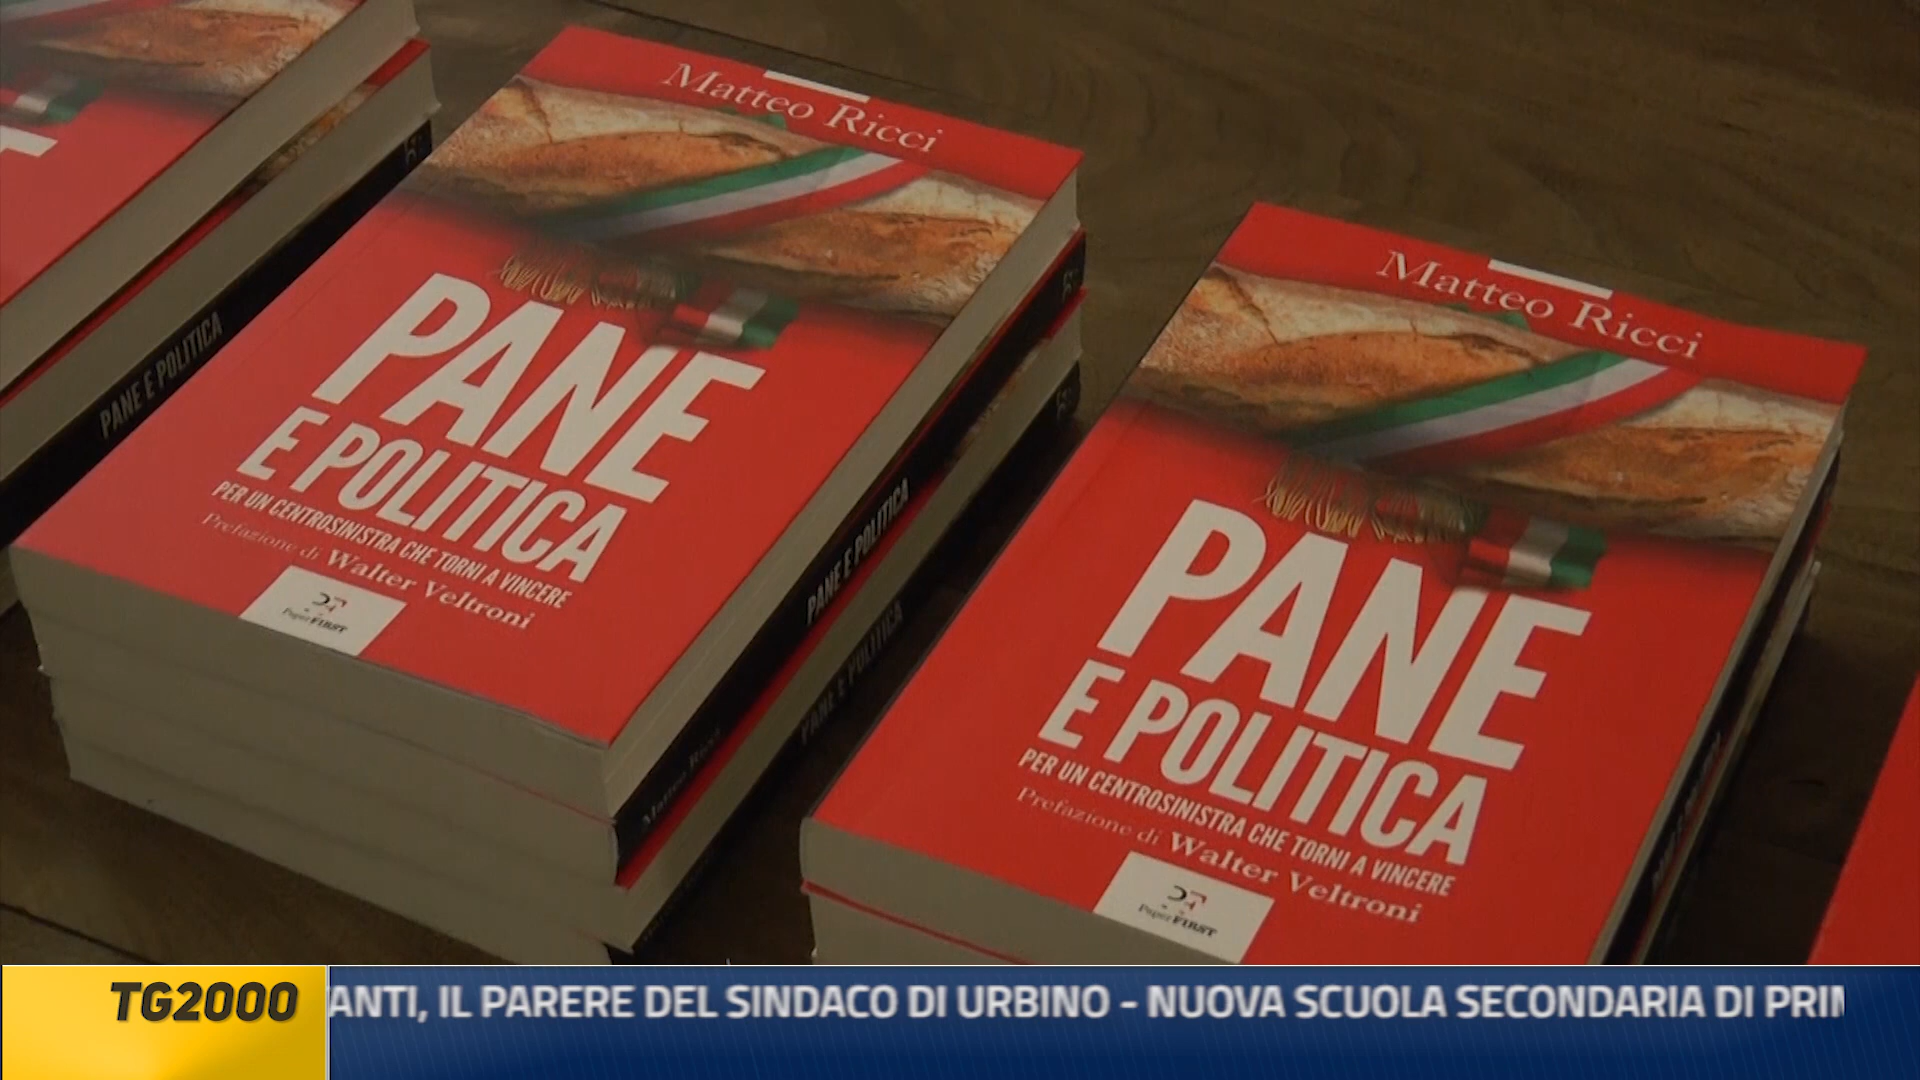 Matteo Ricci
PANE
E POLITICA
PER UN CENTROSINISTRA CHE TORNI A VINCERE
Prefazione di Walter Veltroni
PaperFIRST
PANE E POLITICA
PANE E POLITICA
Matteo Ricci
PANE E POLITICA
Matteo Ricci
PANE
E POLITICA
PER UN CENTROSINISTRA CHE TORNI A VINCERE
Prefazione di Walter Veltroni
PaperFIRST
TG2000
ANTI, IL PARERE DEL SINDACO DI URBINO - NUOVA SCUOLA SECONDARIA DI PRIM